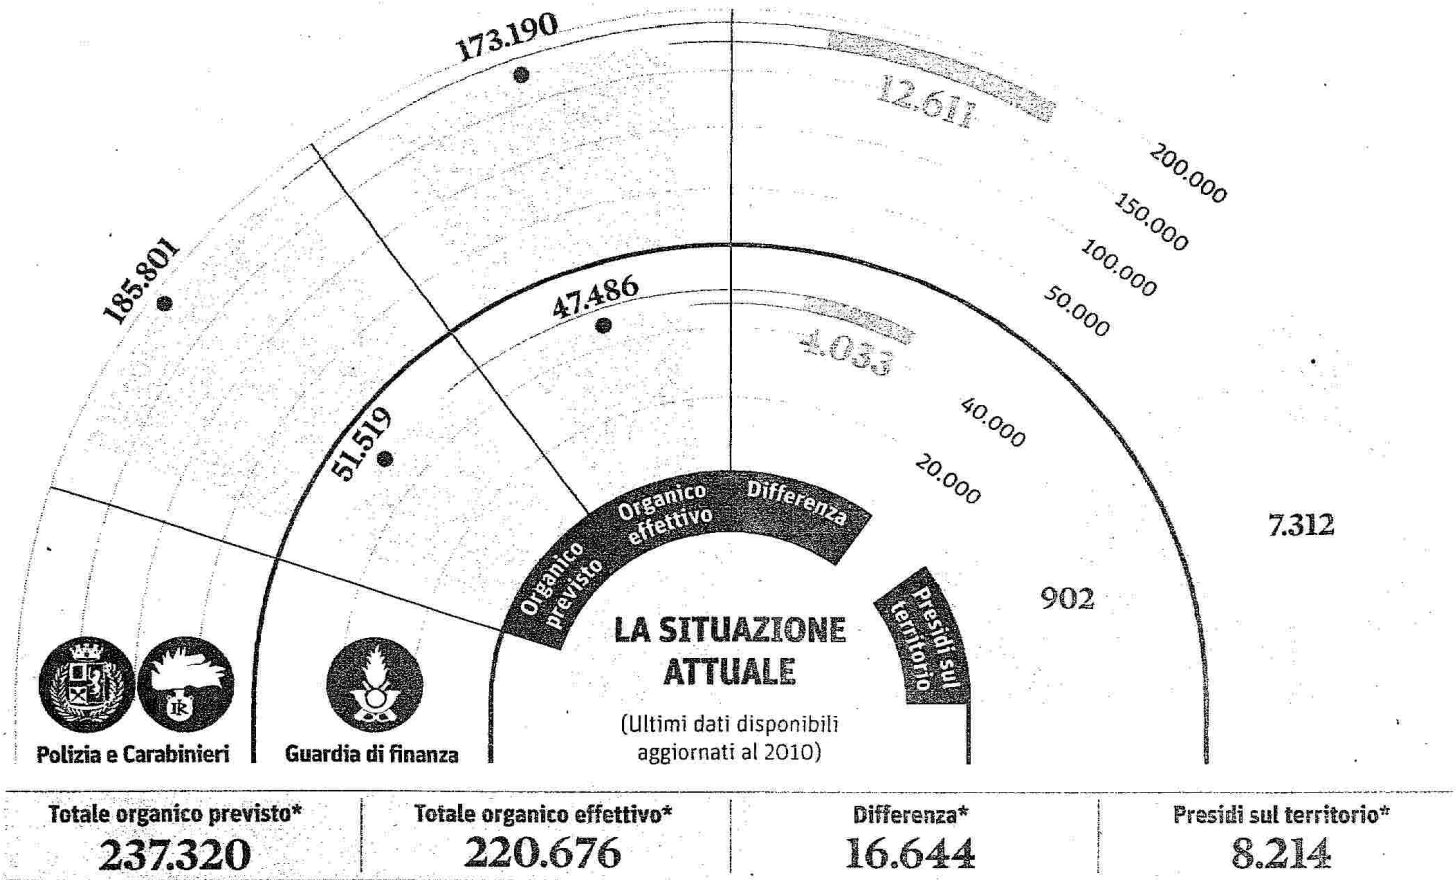 173.190
12.611
200.000
150.000
100.000
50.000
185.801
47.486
4.033
40.000
20.000
51.519
7.312
902
Organico
previsto
Organico
effettivo
Differenza
Presidi sul
territorio
LA SITUAZIONE
ATTUALE
(Ultimi dati disponibili
aggiornati al 2010)
Polizia e Carabinieri
Guardia di finanza
Totale organico previsto*
237.320
Totale organico effettivo*
220.676
Differenza*
16.644
Presidi sul territorio*
8.214